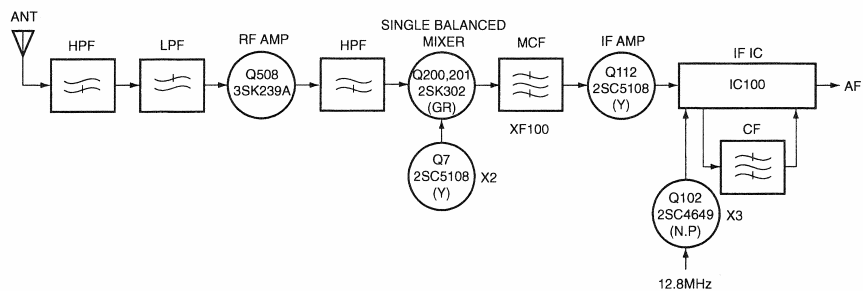 ANT
HPF
LPF
RF AMP
Q508
3SK239A
HPF
SINGLE BALANCED
MIXER
Q200,201
2SK302
(GR)
Q7
2SC5108
(Y)
X2
MCF
XF100
IF AMP
Q112
2SC5108
(Y)
IF IC
IC100
AF
CF
Q102
2SC4649
(N.P)
X3
12.8MHz